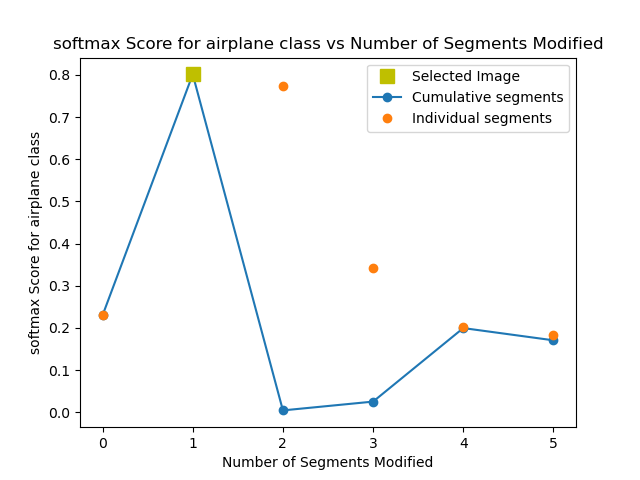 softmax Score for airplane class vs Number of Segments Modified
Selected Image
Cumulative segments
Individual segments
softmax Score for airplane class
0.8
0.7
0.6
0.5
0.4
0.3
0.2
0.1
0.0
0 1 2 3 4 5
Number of Segments Modified